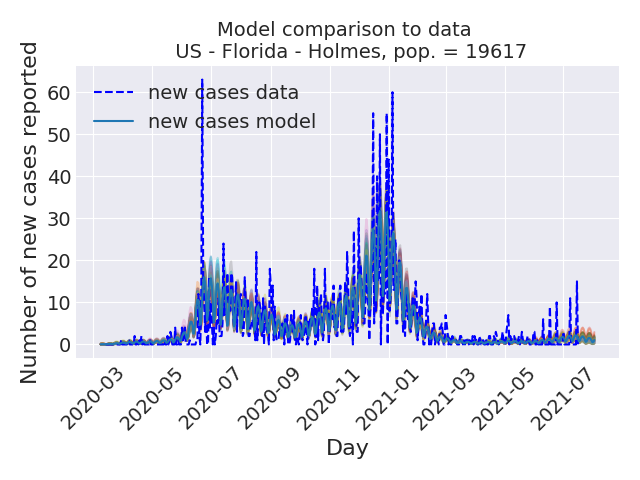 Model comparison to data
US - Florida - Holmes, pop. = 19617
Number of new cases reported
60
50
40
30
20
10
0
new cases data
new cases model
2020-03
2020-05
2020-07
2020-09
2020-11
2021-01
2021-03
2021-05
2021-07
Day